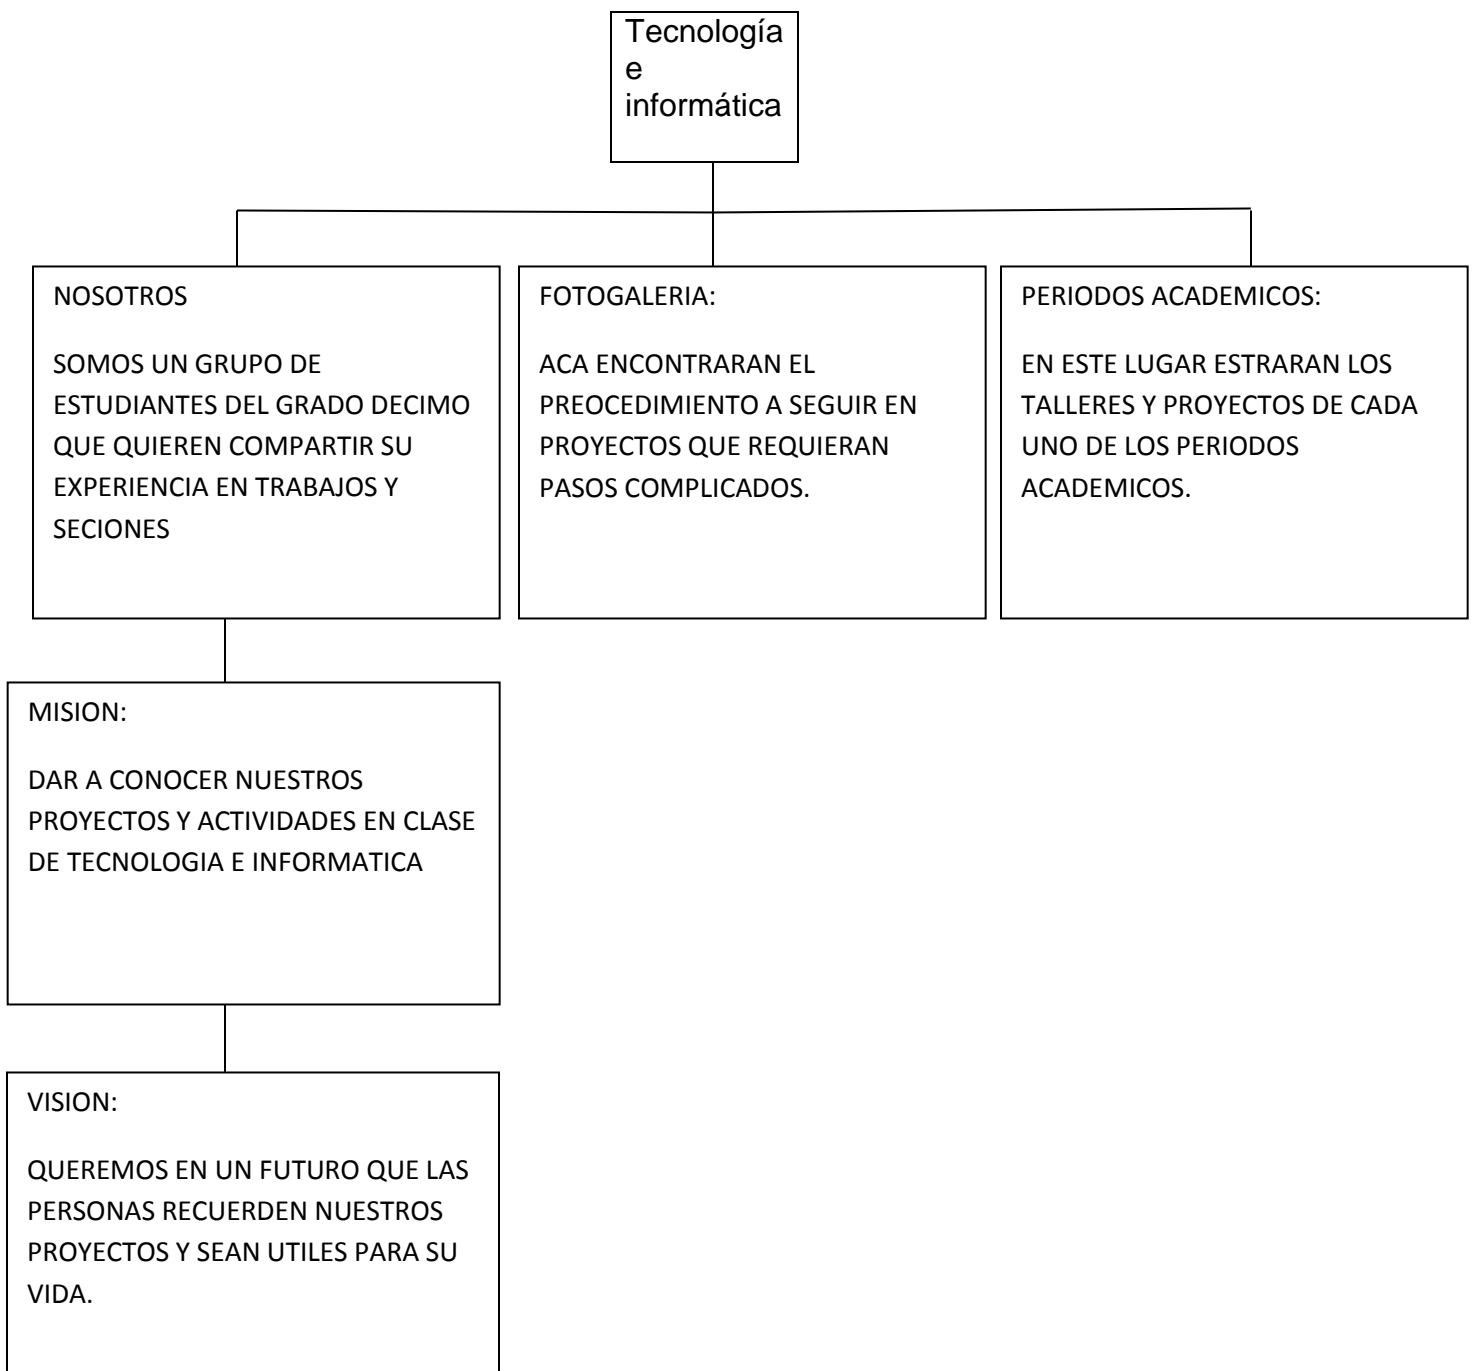 Tecnología
e
informática
NOSOTROS
SOMOS UN GRUPO DE
ESTUDIANTES DEL GRADO DECIMO
QUE QUIEREN COMPARTIR SU
EXPERIENCIA EN TRABAJOS Y
SECIONES
FOTOGALERIA:
ACA ENCONTRARAN EL
PREOCEDIMIENTO A SEGUIR EN
PROYECTOS QUE REQUIERAN
PASOS COMPLICADOS.
PERIODOS ACADEMICOS:
EN ESTE LUGAR ESTRARAN LOS
TALLERES Y PROYECTOS DE CADA
UNO DE LOS PERIODOS
ACADEMICOS.
MISION:
DAR A CONOCER NUESTROS
PROYECTOS Y ACTIVIDADES EN CLASE
DE TECNOLOGIA E INFORMATICA
VISION:
QUEREMOS EN UN FUTURO QUE LAS
PERSONAS RECUERDEN NUESTROS
PROYECTOS Y SEAN UTILES PARA SU
VIDA.